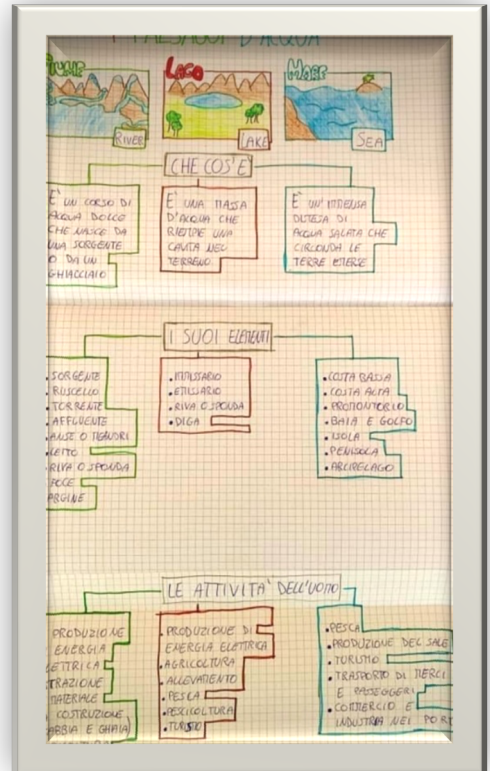 I PAESAGGI D'ACQUA
FIUME
LAGO
MARE
RIVER
LAKE
SEA
CHE COS'È
È UN CORSO DI
ACQUA DOLCE
CHE NASCE DA
UNA SORGENTE
O DA UN
GHIACCIAIO
È UNA MASSA
D'ACQUA CHE
RIEMPIE UNA
CAVITÀ NEL
TERRENO.
È UN'IMMENSA
DISTESA DI
ACQUA SALATA CHE
CIRCONDA LE
TERRE EMERSE
I SUOI ELEMENTI
SORGENTE
RUSCELLO
TORRENTE
AFFLUENTE
ANSE O MEANDRI
LETTO
RIVA O SPONDA
FOCE
ARGINE
• IMMISSARIO
• EMISSARIO
• RIVA O SPONDA
• DIGA
• COSTA BASSA
• COSTA ALTA
• PROMONTORIO
• BAIA E GOLFO
• ISOLA
• PENISOLA
• ARCIPELAGO
LE ATTIVITA' DELL'UOMO
PRODUZIONE
ENERGIA
LETTRICA
TRAZIONE
MATERIALE
COSTRUZIONE
ABBIA E GHIAIA)
• PRODUZIONE DI
ENERGIA ELETTRICA
• AGRICOLTURA
• ALLEVAMENTO
• PESCA
• PESCICOLTURA
• TURISMO
• PESCA
• PRODUZIONE DEL SALE
• TURISMO
• TRASPORTO DI MERCI
E PASSEGGERI
• COMMERCIO E
INDUSTRIA NEI PORT